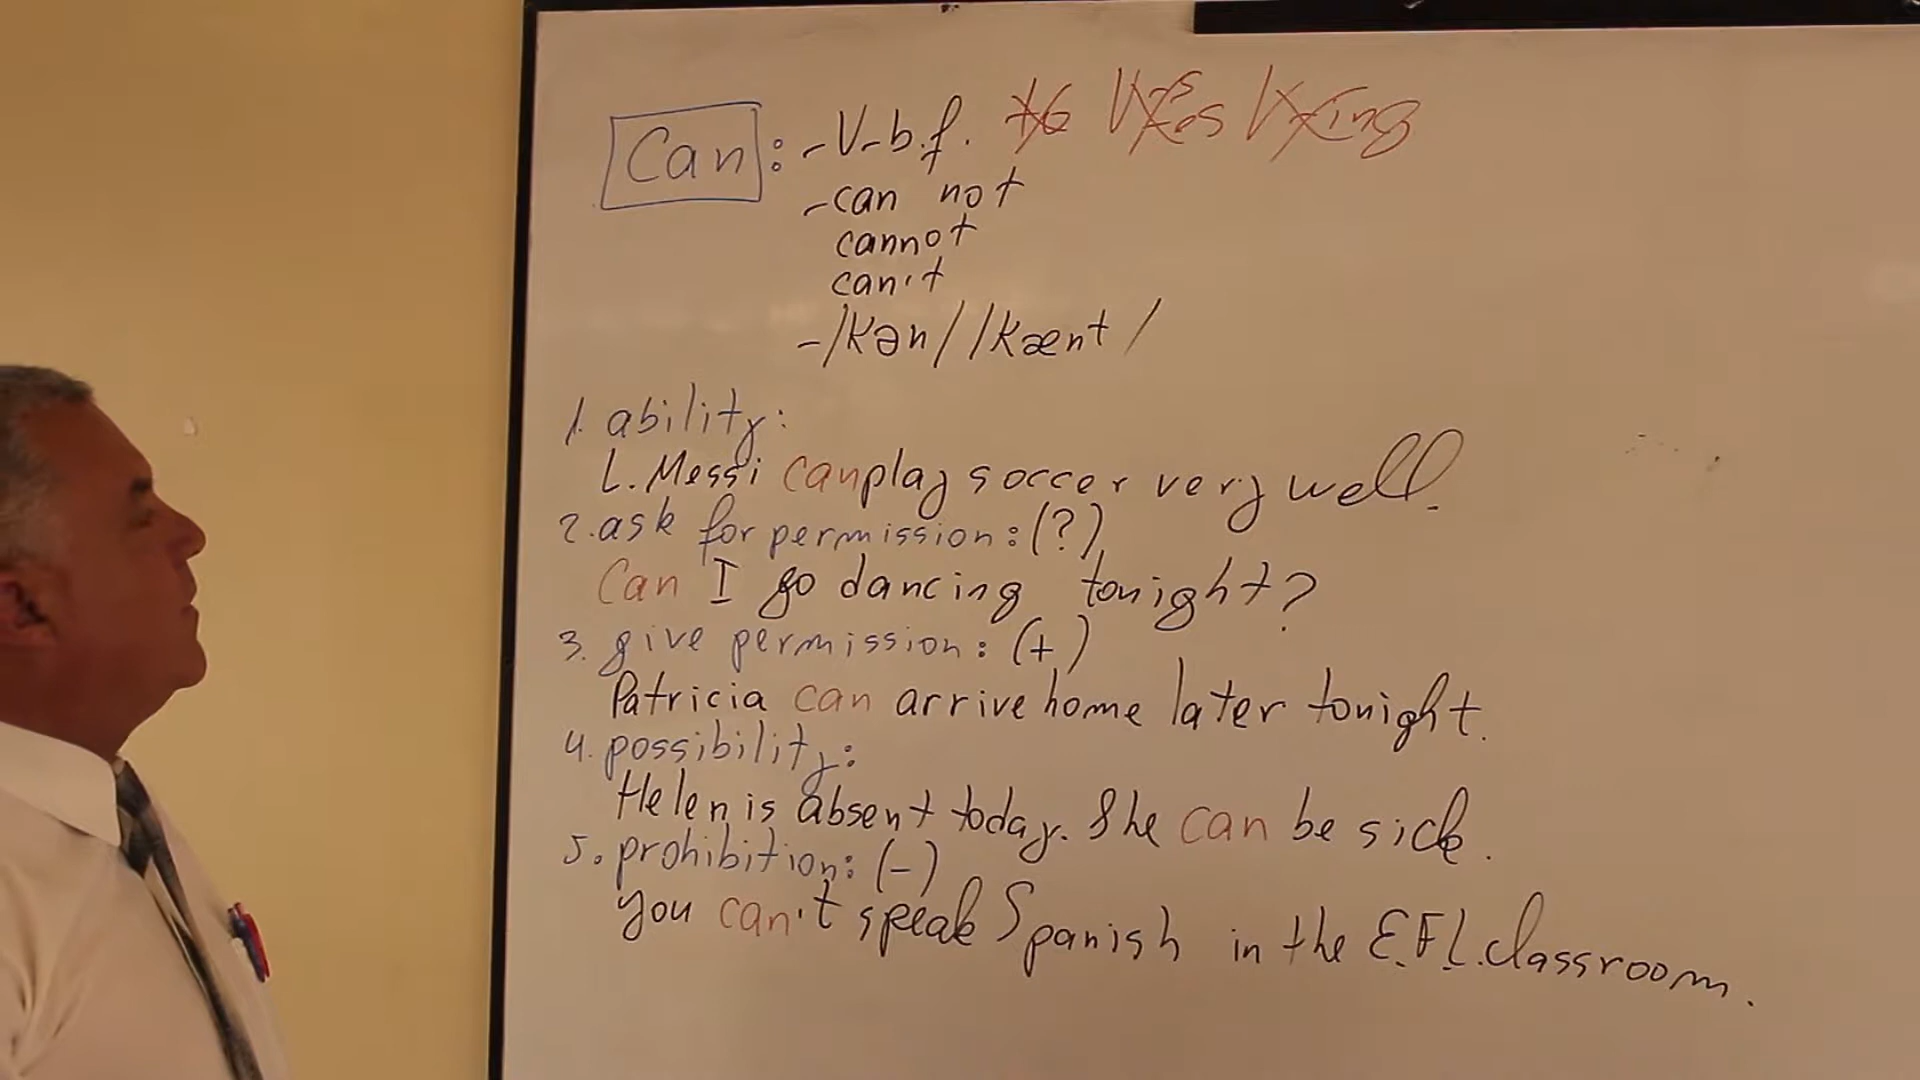 Can : - V-b.f. to V+s+es V+ing
- can not
cannot
can't
- /kən/ /kænt/
1. ability:
L. Messi can play soccer very well.
2. ask for permission: (?)
Can I go dancing tonight?
3. give permission: (+)
Patricia can arrive home later tonight.
4. possibility:
Helen is absent today. She can be sick.
5. prohibition: (-)
you can't speak Spanish in the E.F.L. classroom.